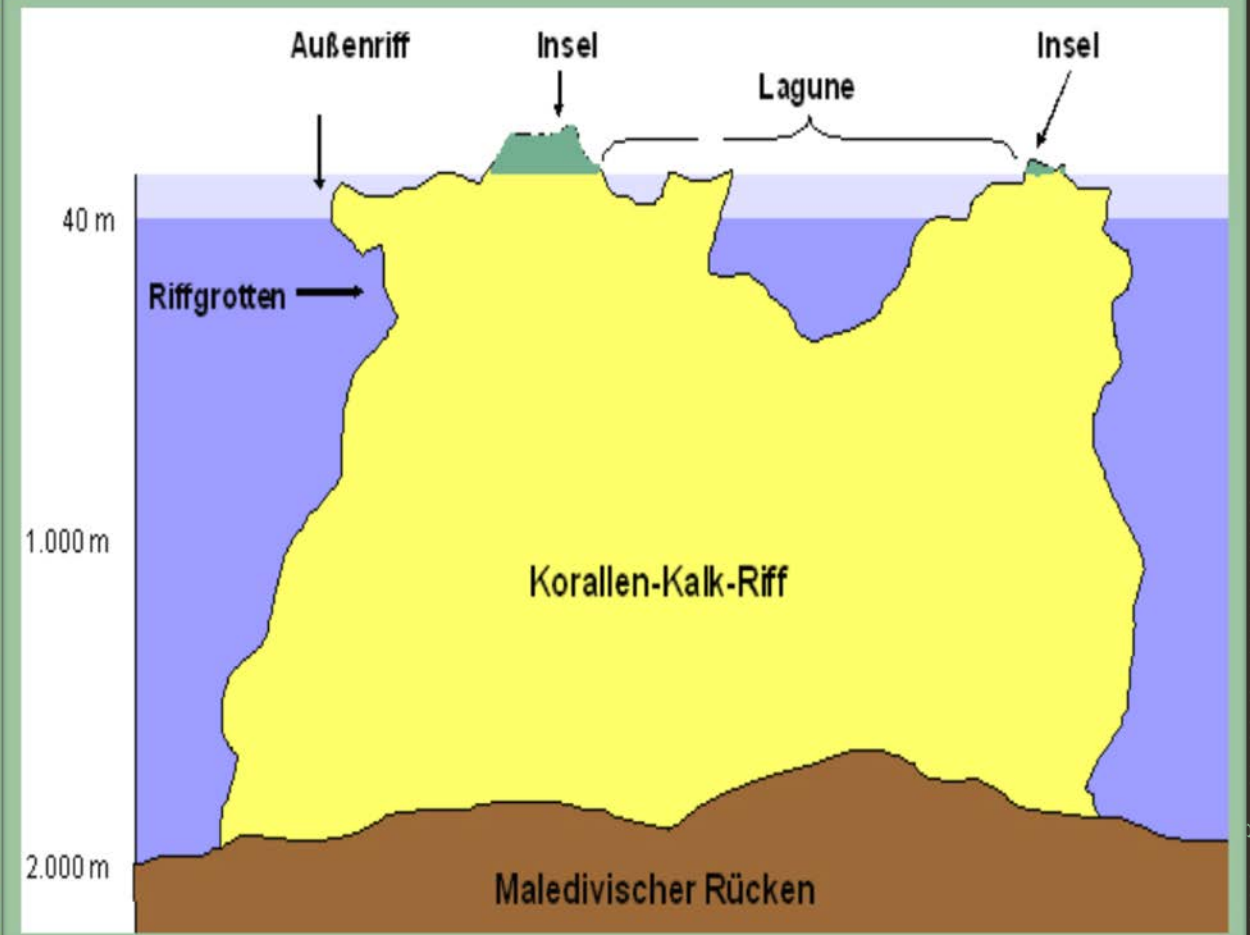 Außenriff
Insel
Insel
Lagune
40 m
Riffgrotten
1.000 m
Korallen-Kalk-Riff
2.000 m
Maledivischer Rücken